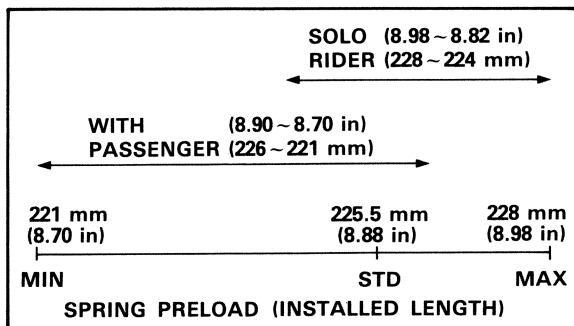 SOLO (8.98~8.82 in)
RIDER (228~224 mm)
WITH (8.90~8.70 in)
PASSENGER (226~221 mm)
221 mm 225.5 mm 228 mm
(8.70 in) (8.88 in) (8.98 in)
MIN STD MAX
SPRING PRELOAD (INSTALLED LENGTH)